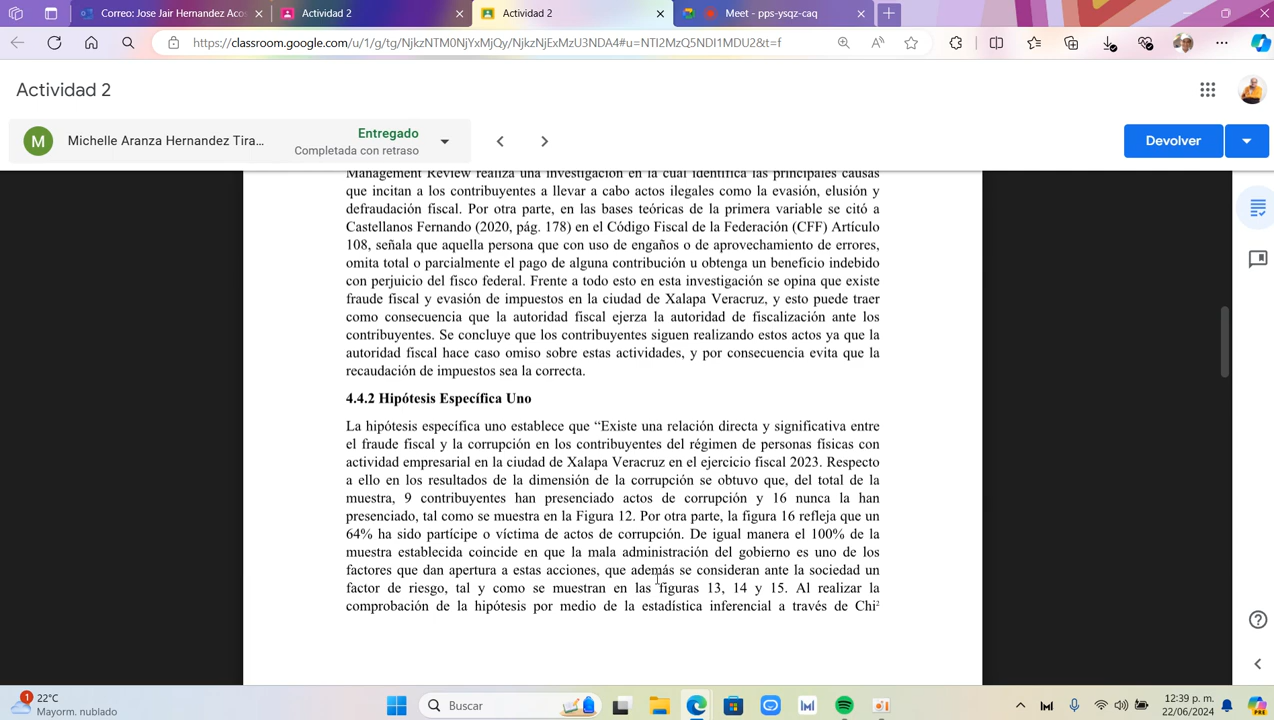 Correo: Jose Jair Hernandez Aco
Actividad 2
Actividad 2
Meet - pps-ysqz-caq
https://classroom.google.com/u/1/g/tg/NjkzNTM0NjYxMjQy/NjkzNjExMzU3NDA4#u=NTI2MzQ5NDI1MDU2&t=f
Actividad 2
M
Michelle Aranza Hernandez Tira...
Entregado
Completada con retraso
Devolver
Management Review realiza una investigación en la cual identifica las principales causas
que incitan a los contribuyentes a llevar a cabo actos ilegales como la evasión, elusión y
defraudación fiscal. Por otra parte, en las bases teóricas de la primera variable se citó a
Castellanos Fernando (2020, pág. 178) en el Código Fiscal de la Federación (CFF) Artículo
108, señala que aquella persona que con uso de engaños o de aprovechamiento de errores,
omita total o parcialmente el pago de alguna contribución u obtenga un beneficio indebido
con perjuicio del fisco federal. Frente a todo esto en esta investigación se opina que existe
fraude fiscal y evasión de impuestos en la ciudad de Xalapa Veracruz, y esto puede traer
como consecuencia que la autoridad fiscal ejerza la autoridad de fiscalización ante los
contribuyentes. Se concluye que los contribuyentes siguen realizando estos actos ya que la
autoridad fiscal hace caso omiso sobre estas actividades, y por consecuencia evita que la
recaudación de impuestos sea la correcta.
4.4.2 Hipótesis Específica Uno
La hipótesis específica uno establece que “Existe una relación directa y significativa entre
el fraude fiscal y la corrupción en los contribuyentes del régimen de personas físicas con
actividad empresarial en la ciudad de Xalapa Veracruz en el ejercicio fiscal 2023. Respecto
a ello en los resultados de la dimensión de la corrupción se obtuvo que, del total de la
muestra, 9 contribuyentes han presenciado actos de corrupción y 16 nunca la han
presenciado, tal como se muestra en la Figura 12. Por otra parte, la figura 16 refleja que un
64% ha sido partícipe o víctima de actos de corrupción. De igual manera el 100% de la
muestra establecida coincide en que la mala administración del gobierno es uno de los
factores que dan apertura a estas acciones, que además se consideran ante la sociedad un
factor de riesgo, tal y como se muestran en las figuras 13, 14 y 15. Al realizar la
comprobación de la hipótesis por medio de la estadística inferencial a través de Chi²
1
22°C
Mayorm. nublado
Buscar
12:39 p. m.
22/06/2024